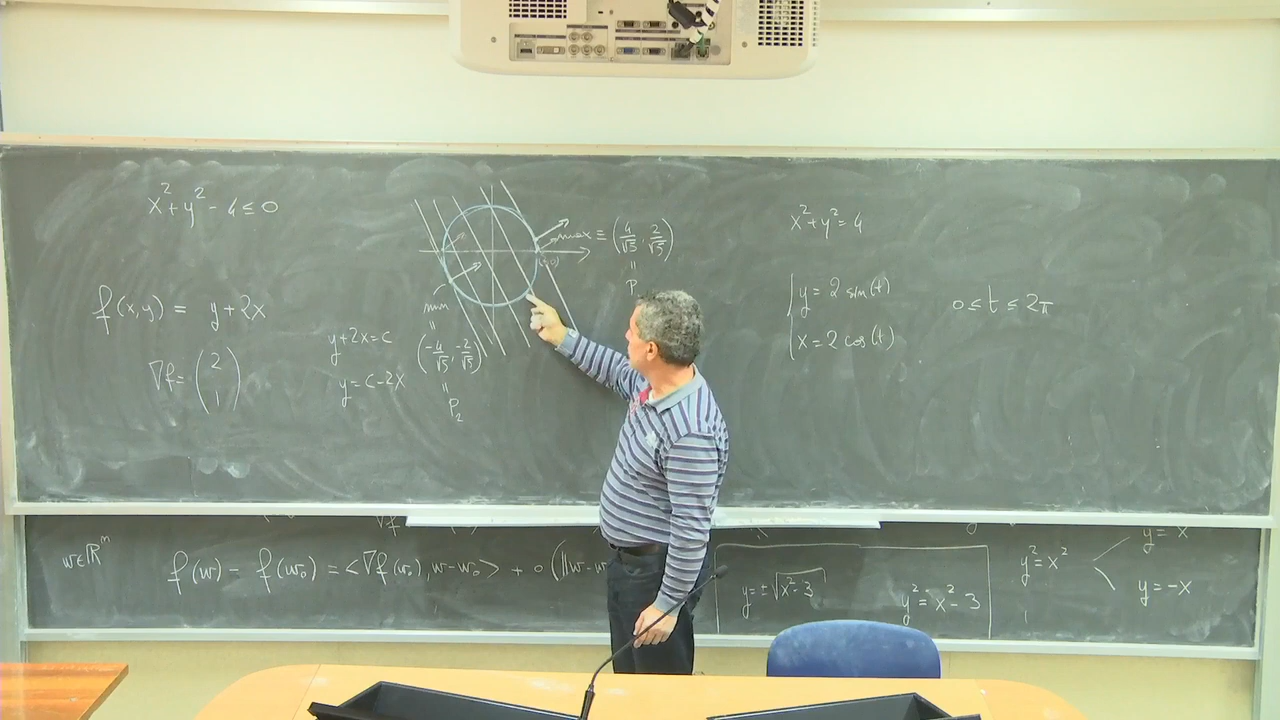 x²+y²-4≤0
f(x,y) = y+2x
∇f= (2 1)
y+2x=c
y=c-2x
max ≡ (4/√5, 2/√5)
"
P
(2,0)
min
"
(-4/√5, -2/√5)
"
P₂
x²+y²=4
y=2 sin(t)
x=2 cos(t)
0≤t≤2π
w∈ℝᵐ
f(w)- f(w₀) = <∇f(w₀), w-w₀> + o(||w-w
y=±√x²-3
y²=x²-3
y²=x²
y=x
y=-x